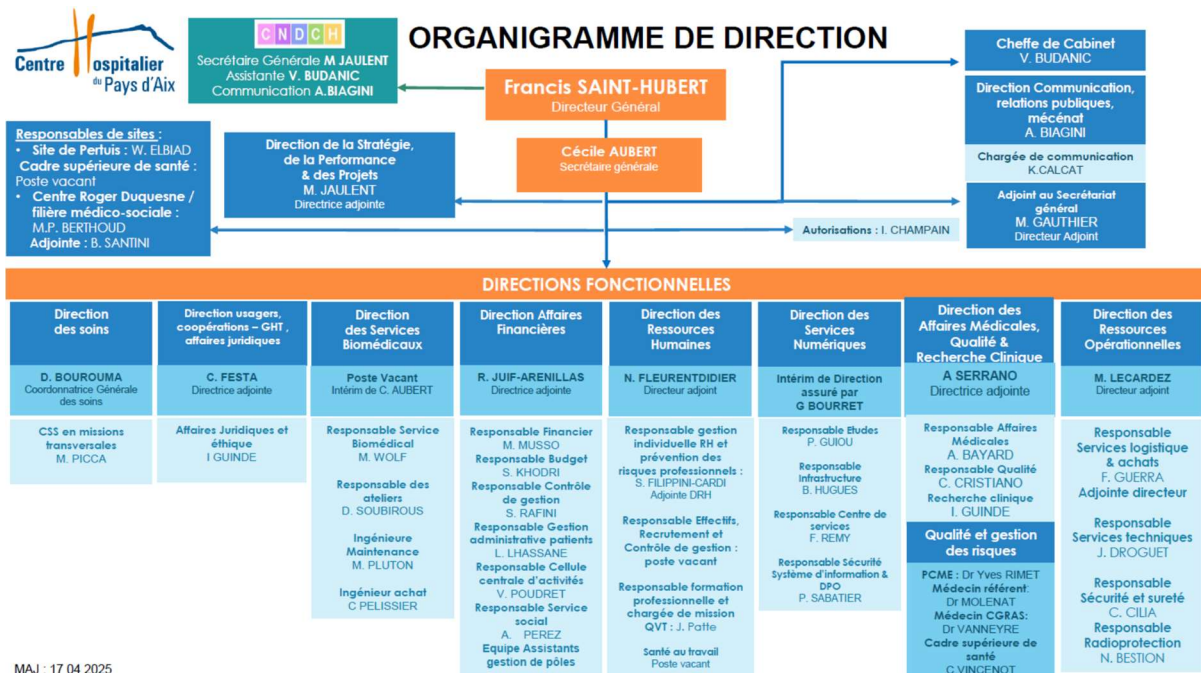 Centre Hospitalier
du Pays d'Aix
CNDCH
Secrétaire Générale M JAULENT
Assistante V. BUDANIC
Communication A.BIAGINI
ORGANIGRAMME DE DIRECTION
Francis SAINT-HUBERT
Directeur Général
Cheffe de Cabinet
V. BUDANIC
Direction Communication,
relations publiques,
mécénat
A. BIAGINI
Chargée de communication
K.CALCAT
Responsables de sites :
• Site de Pertuis : W. ELBIAD
Cadre supérieure de santé :
Poste vacant
• Centre Roger Duquesne /
filière médico-sociale :
M.P. BERTHOUD
Adjointe : B. SANTINI
Direction de la Stratégie,
de la Performance
& des Projets
M. JAULENT
Directrice adjointe
Cécile AUBERT
Secrétaire générale
Adjoint au Secrétariat
général
M. GAUTHIER
Directeur Adjoint
Autorisations : I. CHAMPAIN
DIRECTIONS FONCTIONNELLES
Direction
des soins
D. BOUROUMA
Coordonnatrice Générale
des soins
CSS en missions
transversales
M. PICCA
Direction usagers,
coopérations – GHT ,
affaires juridiques
C. FESTA
Directrice adjointe
Affaires Juridiques et
éthique
I GUINDE
Direction
des Services
Biomédicaux
Poste Vacant
Intérim de C. AUBERT
Responsable Service
Biomédical
M. WOLF
Responsable des
ateliers
D. SOUBIROUS
Ingénieure
Maintenance
M. PLUTON
Ingénieur achat
C PELISSIER
Direction Affaires
Financières
R. JUIF-ARENILLAS
Directrice adjointe
Responsable Financier
M. MUSSO
Responsable Budget
S. KHODRI
Responsable Contrôle
de gestion
S. RAFINI
Responsable Gestion
administrative patients
L. LHASSANE
Responsable Cellule
centrale d'activités
V. POUDRET
Responsable Service
social
A. PEREZ
Equipe Assistants
gestion de pôles
Direction des
Ressources
Humaines
N. FLEURENTDIDIER
Directeur adjoint
Responsable gestion
individuelle RH et
prévention des
risques professionnels :
S. FILIPPINI-CARDI
Adjointe DRH
Responsable Effectifs,
Recrutement et
Contrôle de gestion :
poste vacant
Responsable formation
professionnelle et
chargée de mission
QVT : J. Patte
Santé au travail
Poste vacant
Direction des
Services
Numériques
Intérim de Direction
assuré par
G BOURRET
Responsable Etudes
P. GUIOU
Responsable
Infrastructure
B. HUGUES
Responsable Centre de
services
F. REMY
Responsable Sécurité
Système d'information &
DPO
P. SABATIER
Direction des
Affaires Médicales,
Qualité &
Recherche Clinique
A SERRANO
Directrice adjointe
Responsable Affaires
Médicales
A. BAYARD
Responsable Qualité
C. CRISTIANO
Recherche clinique
I. GUINDE
Qualité et gestion
des risques
PCME : Dr Yves RIMET
Médecin référent:
Dr MOLENAT
Médecin CGRAS:
Dr VANNEYRE
Cadre supérieure de
santé
C.VINCENOT
Direction des
Ressources
Opérationnelles
M. LECARDEZ
Directeur adjoint
Responsable
Services logistique
& achats
F. GUERRA
Adjointe directeur
Responsable
Services techniques
J. DROGUET
Responsable
Sécurité et sureté
C. CILIA
Responsable
Radioprotection
N. BESTION
MAJ : 17 04 2025